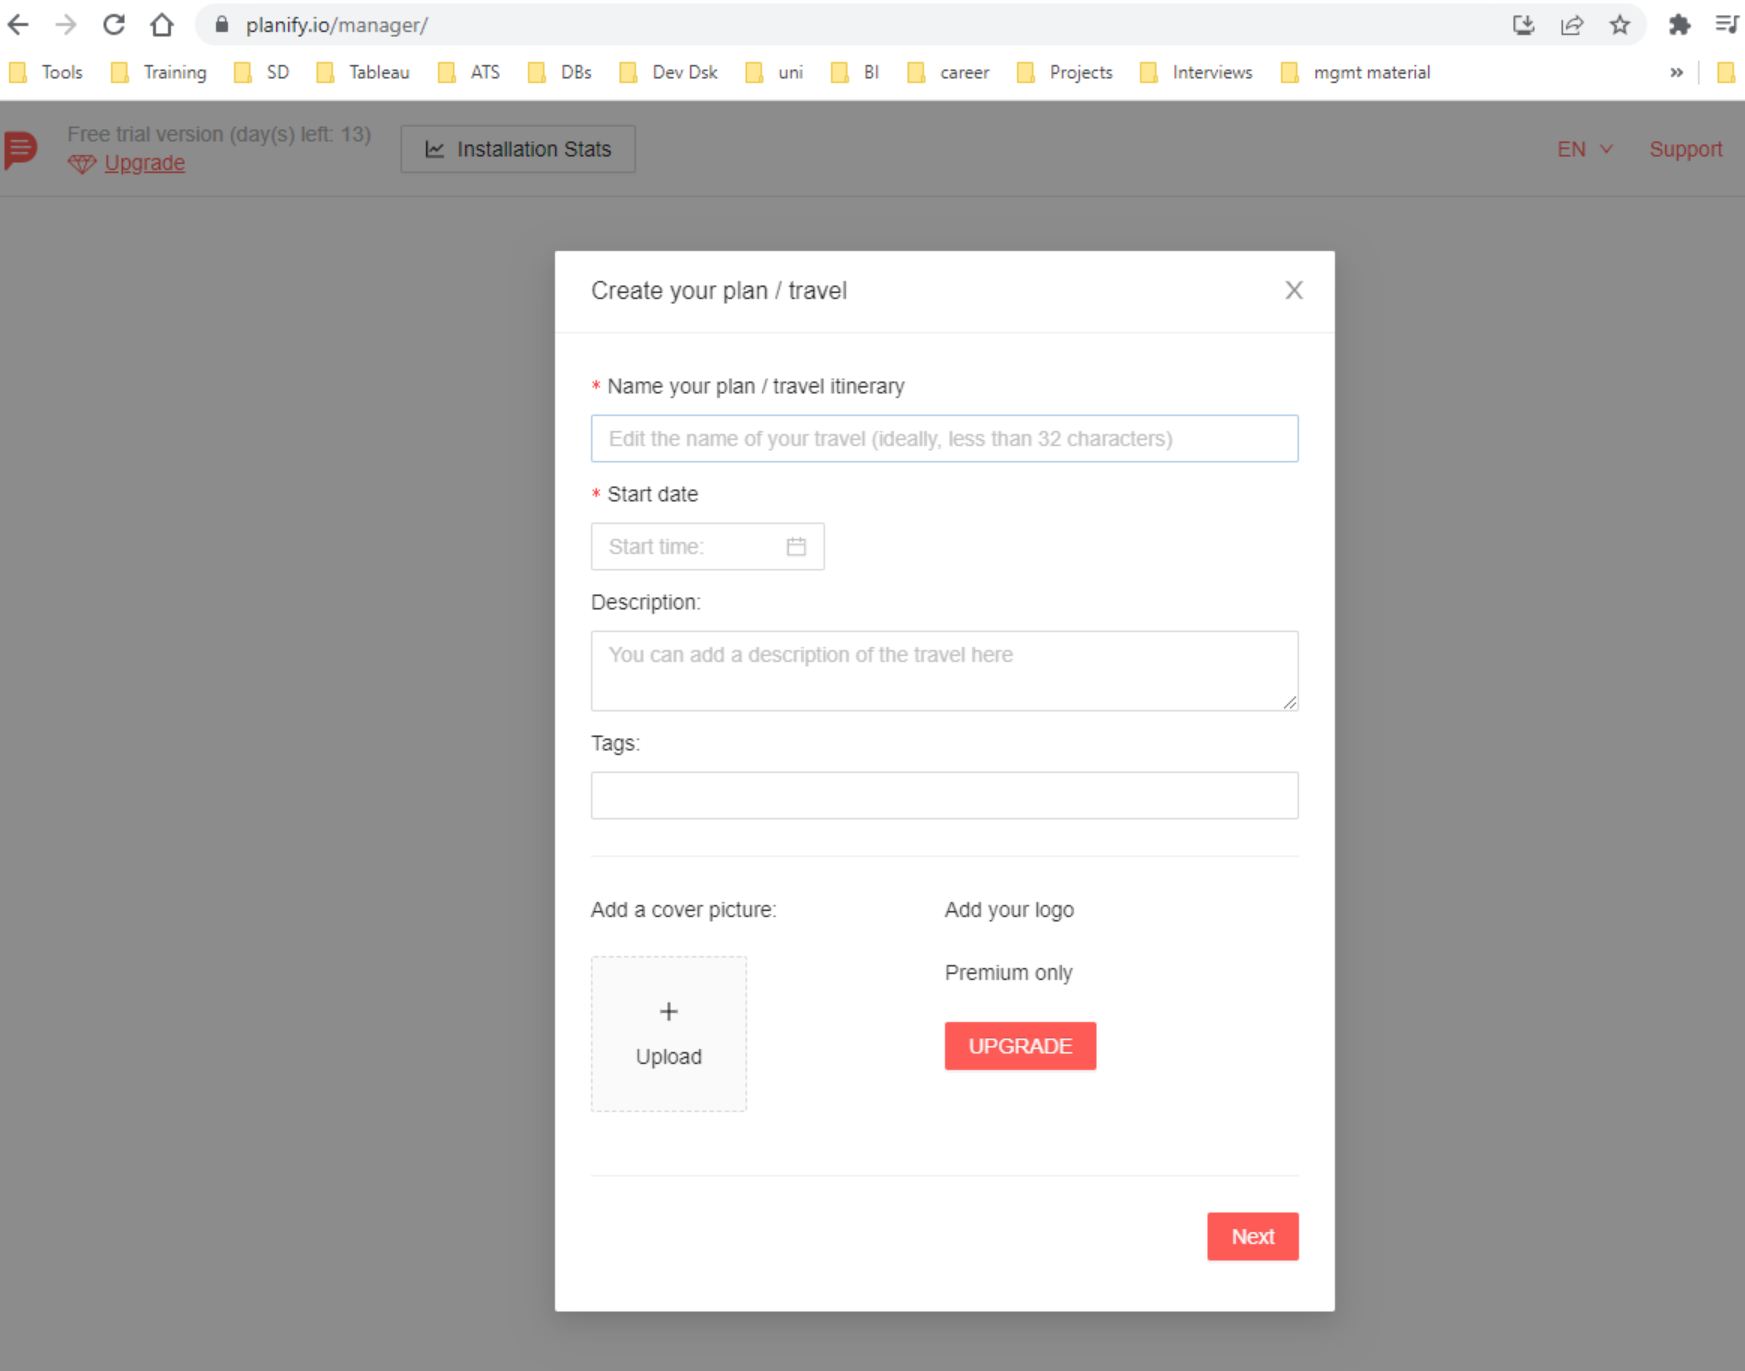 planify.io/manager/
Tools Training SD Tableau ATS DBs Dev Dsk uni BI career Projects Interviews mgmt material »
Free trial version (day(s) left: 13)
Upgrade
Installation Stats
EN
Support
Create your plan / travel
* Name your plan / travel itinerary
Edit the name of your travel (ideally, less than 32 characters)
* Start date
Start time:
Description:
You can add a description of the travel here
Tags:
Add a cover picture:
Add your logo
Premium only
+
Upload
UPGRADE
Next